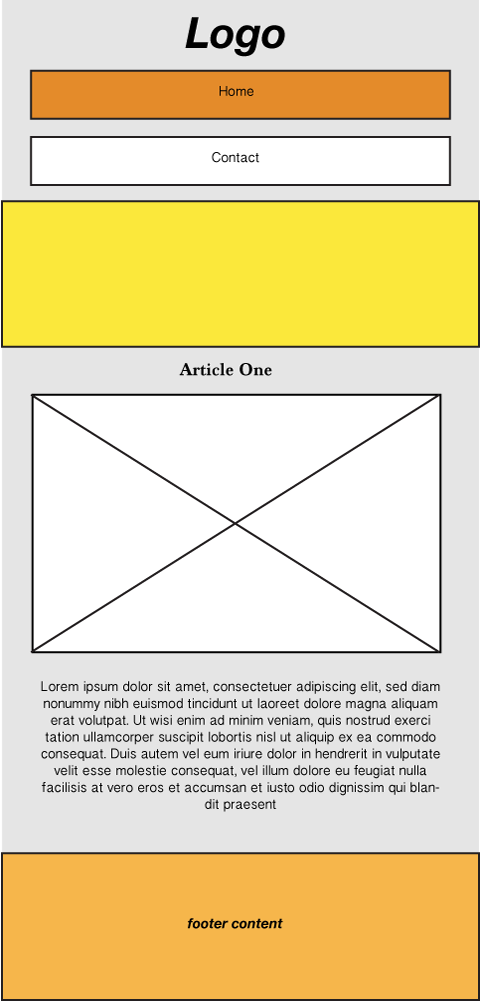 Logo
Home
Contact
Article One
Lorem ipsum dolor sit amet, consectetuer adipiscing elit, sed diam
nonummy nibh euismod tincidunt ut laoreet dolore magna aliquam
erat volutpat. Ut wisi enim ad minim veniam, quis nostrud exerci
tation ullamcorper suscipit lobortis nisl ut aliquip ex ea commodo
consequat. Duis autem vel eum iriure dolor in hendrerit in vulputate
velit esse molestie consequat, vel illum dolore eu feugiat nulla
facilisis at vero eros et accumsan et iusto odio dignissim qui blan-
dit praesent
footer content